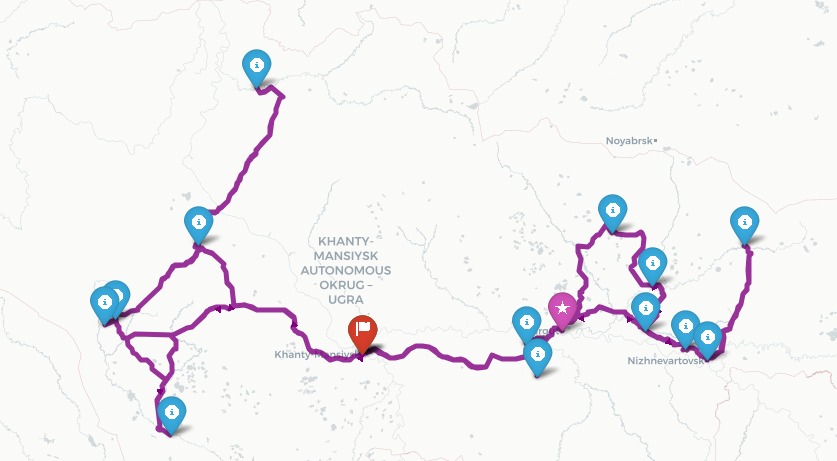 Noyabrsk
KHANTY-
MANSIYSK
AUTONOMOUS
OKRUG –
UGRA
Khanty-Mansiysk
Nizhnevartovsk